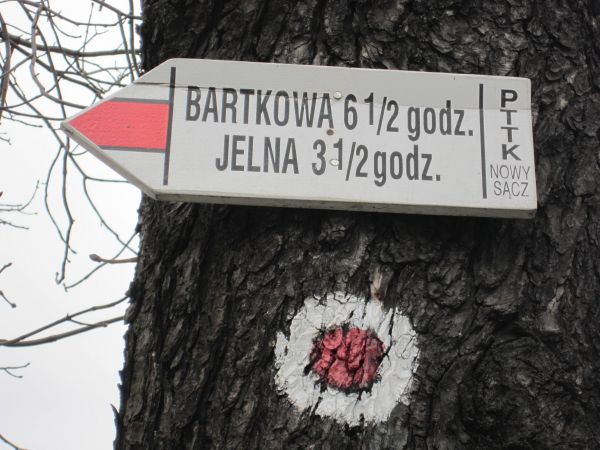 BARTKOWA 6 1/2 godz.
JELNA 3 1/2 godz.
PTTK
NOWY
SĄCZ